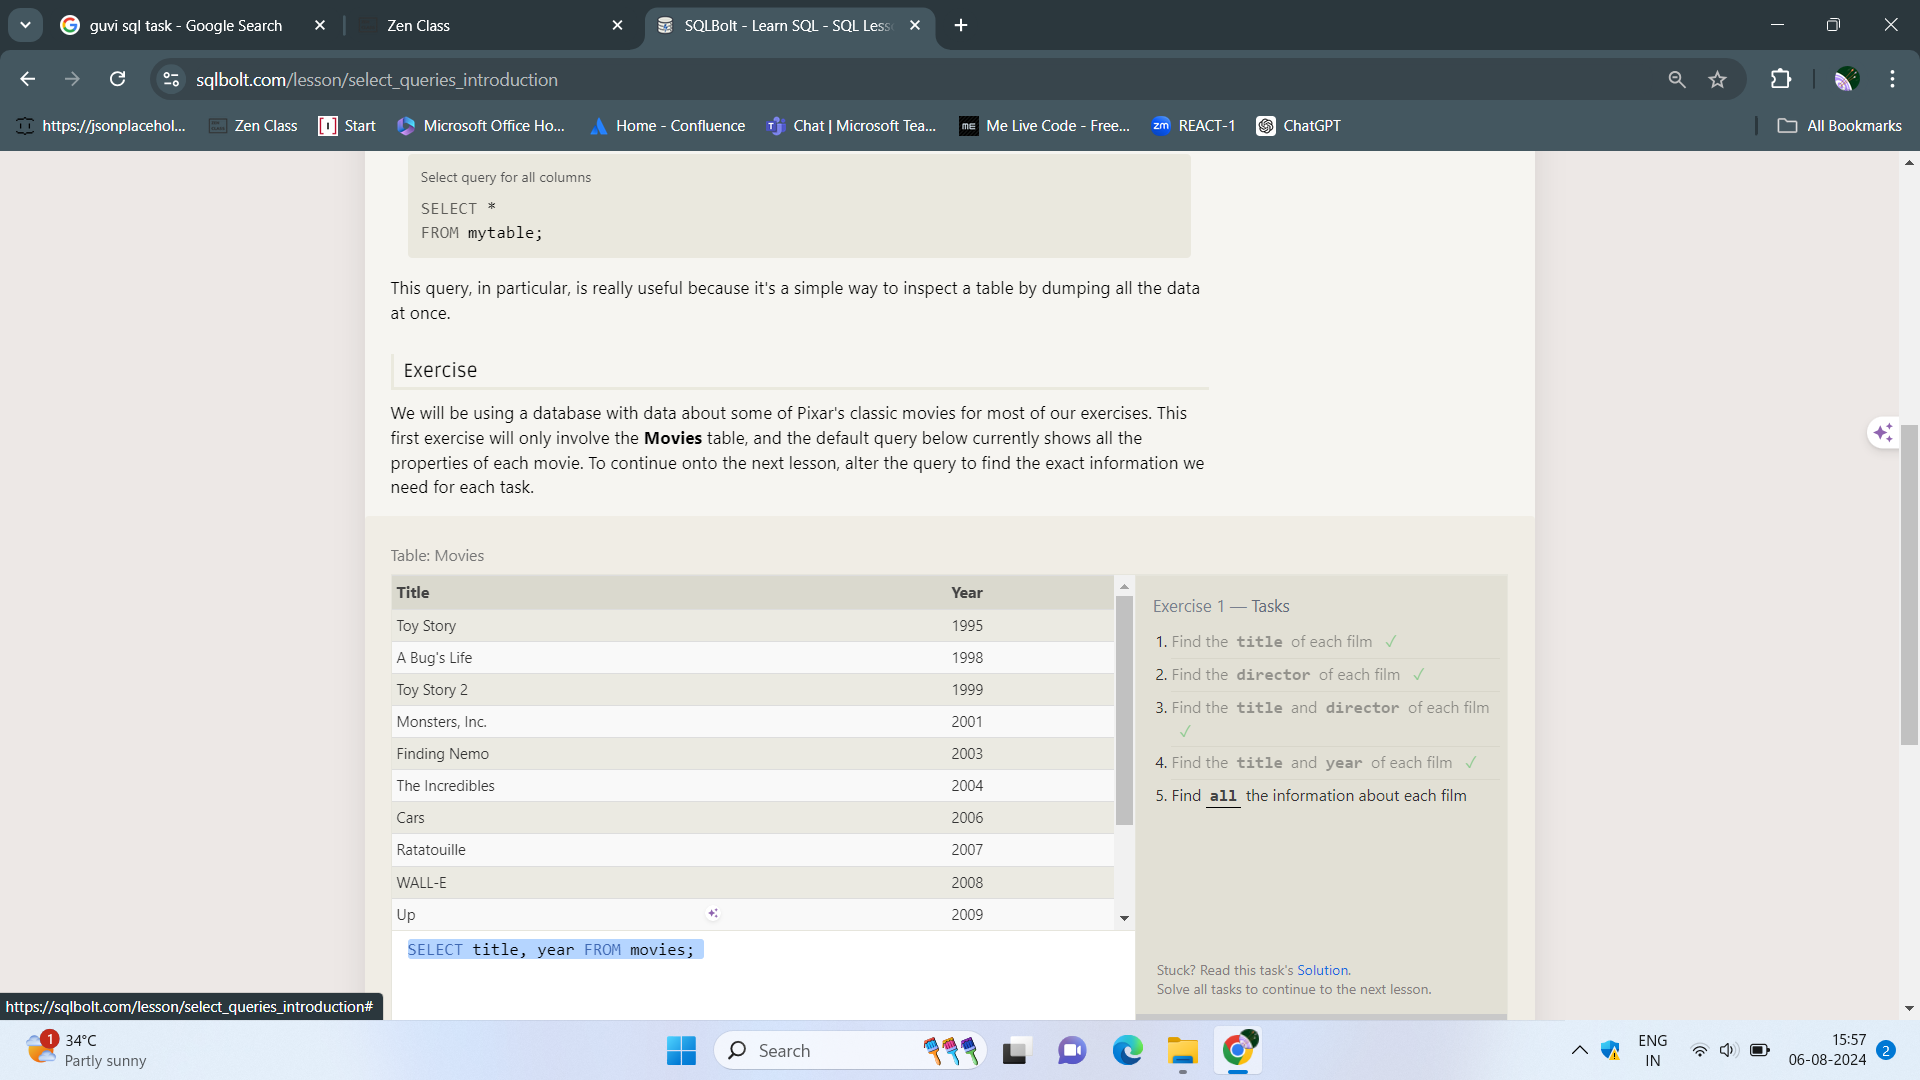 guvi sql task - Google Search
Zen Class
SQLBolt - Learn SQL - SQL Less
sqlbolt.com/lesson/select_queries_introduction
https://jsonplacehol...
Zen Class
Start
Microsoft Office Ho...
Home - Confluence
Chat | Microsoft Tea...
ME
Me Live Code - Free...
zm
REACT-1
ChatGPT
All Bookmarks
Select query for all columns
SELECT *
FROM mytable;
This query, in particular, is really useful because it's a simple way to inspect a table by dumping all the data
at once.
Exercise
We will be using a database with data about some of Pixar's classic movies for most of our exercises. This
first exercise will only involve the Movies table, and the default query below currently shows all the
properties of each movie. To continue onto the next lesson, alter the query to find the exact information we
need for each task.
Table: Movies
Title Year
Toy Story 1995
A Bug's Life 1998
Toy Story 2 1999
Monsters, Inc. 2001
Finding Nemo 2003
The Incredibles 2004
Cars 2006
Ratatouille 2007
WALL-E 2008
Up 2009
SELECT title, year FROM movies;
Exercise 1 — Tasks
1. Find the title of each film ✓
2. Find the director of each film ✓
3. Find the title and director of each film
✓
4. Find the title and year of each film ✓
5. Find all the information about each film
Stuck? Read this task's Solution.
Solve all tasks to continue to the next lesson.
https://sqlbolt.com/lesson/select_queries_introduction#
1
34°C
Partly sunny
Search
ENG
IN
15:57
06-08-2024
2